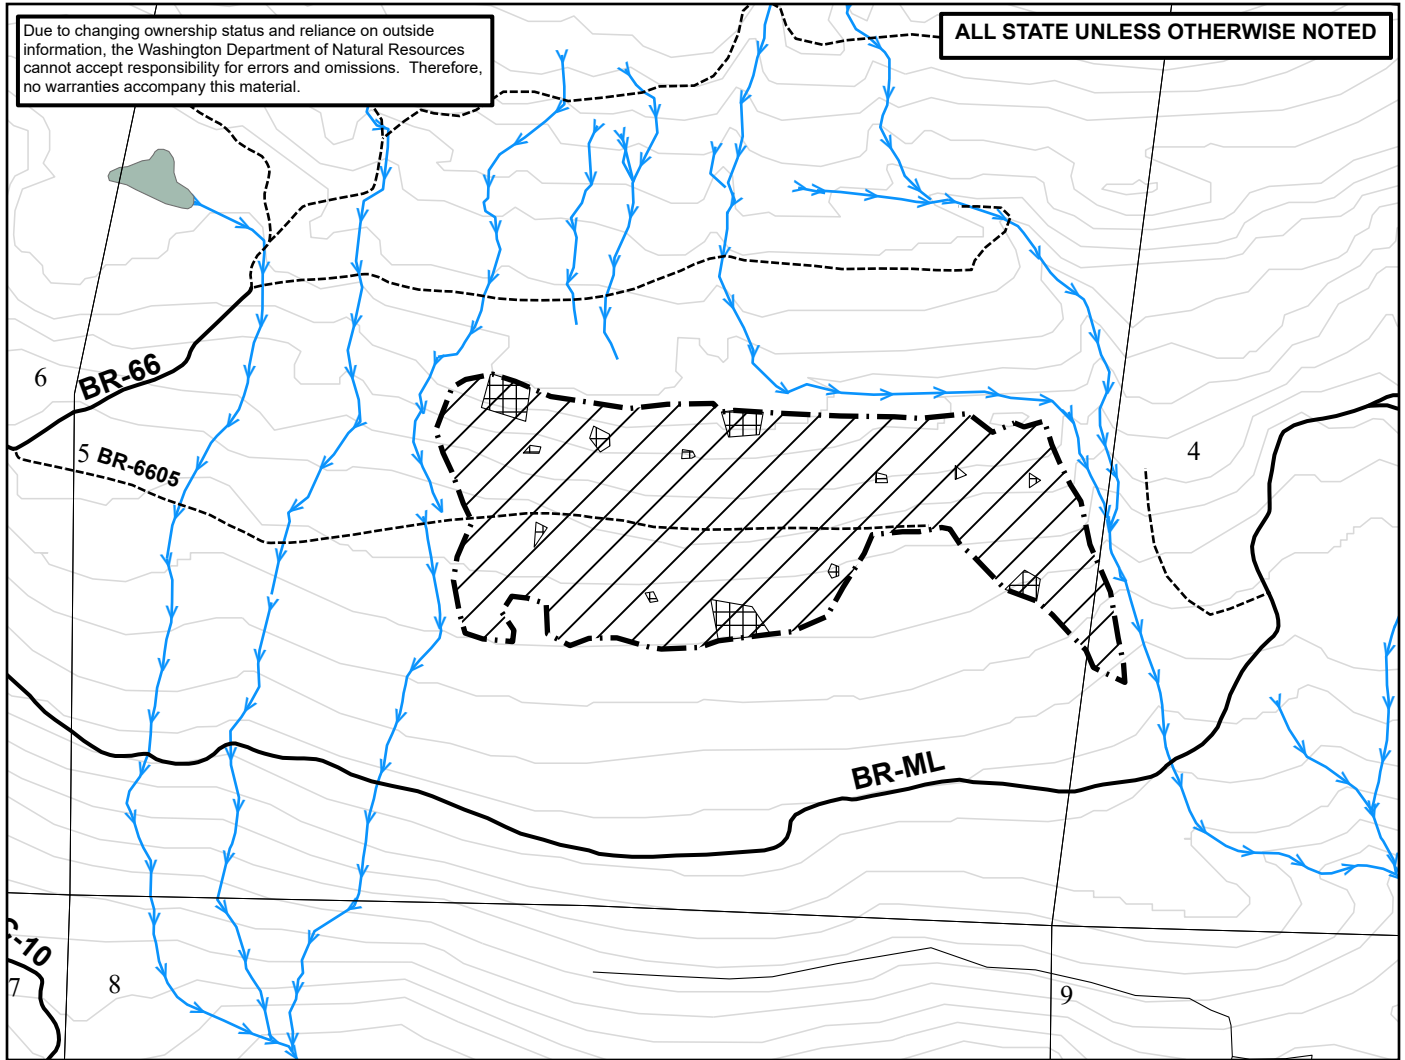 Due to changing ownership status and reliance on outside
information, the Washington Department of Natural Resources
cannot accept responsibility for errors and omissions.  Therefore,
no warranties accompany this material.
ALL STATE UNLESS OTHERWISE NOTED
6
BR-66
5
BR-6605
4
BR-ML
-10
7
8
9